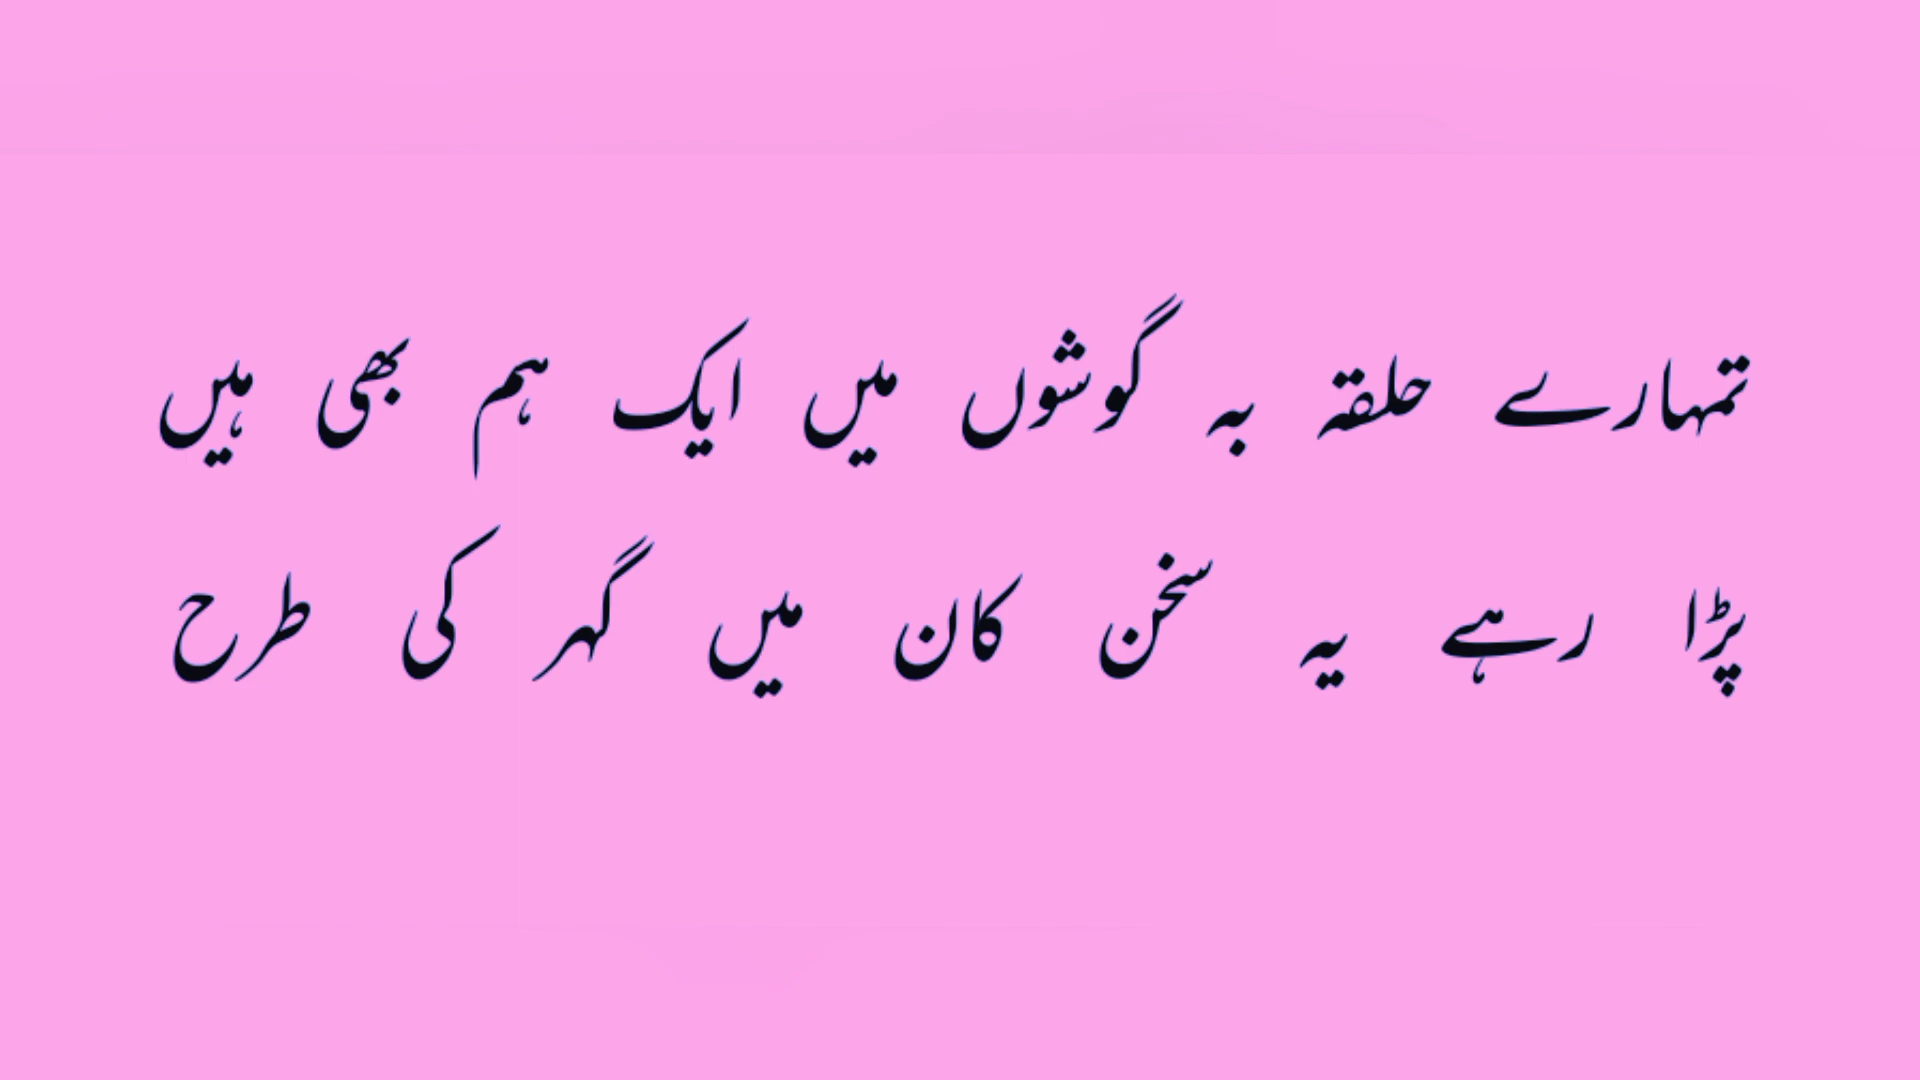 تمہارے حلقہ بہ گوشوں میں ایک ہم بھی ہیں
پڑا رہے یہ سخن کان میں گہر کی طرح